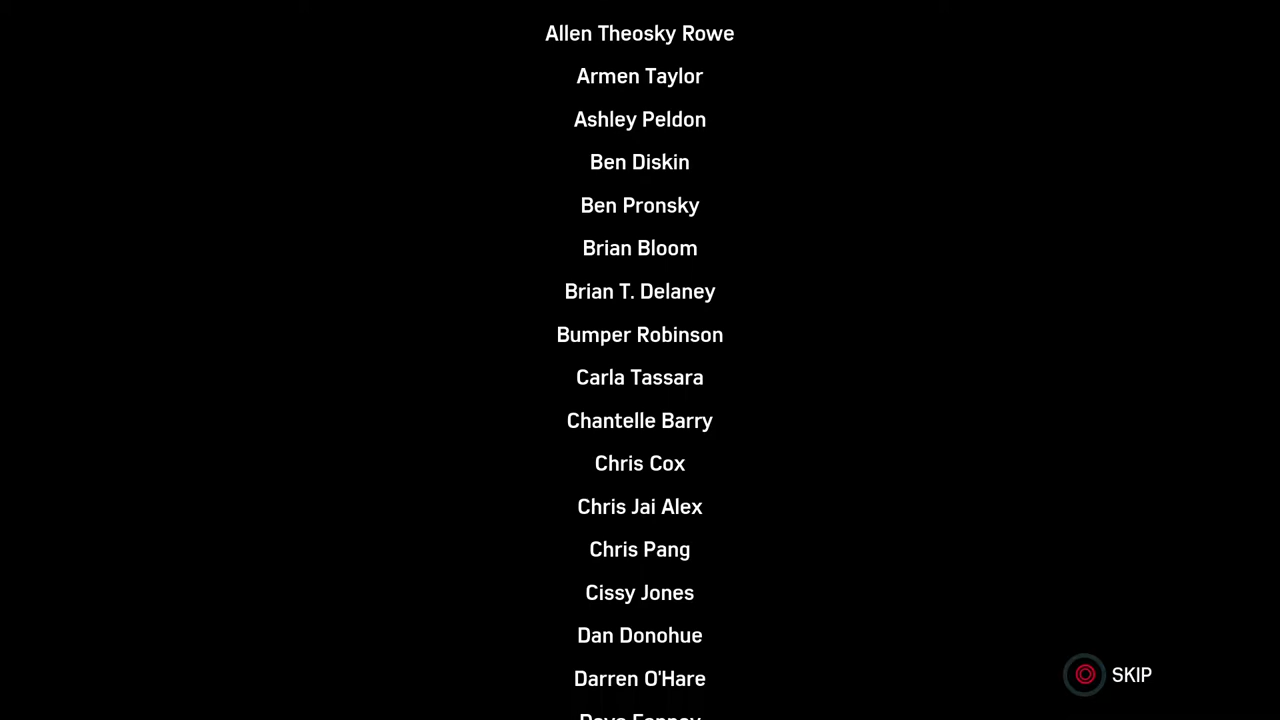 Allen Theosky Rowe
Armen Taylor
Ashley Peldon
Ben Diskin
Ben Pronsky
Brian Bloom
Brian T. Delaney
Bumper Robinson
Carla Tassara
Chantelle Barry
Chris Cox
Chris Jai Alex
Chris Pang
Cissy Jones
Dan Donohue
Darren O'Hare
SKIP